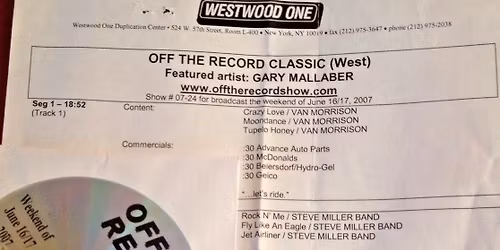 WESTWOOD ONE
Westwood One Duplication Center • 524 W. 57th Street, Room L-400 • New York, NY 10019 • fax (212) 975-3647 • phone (212) 975-2038
OFF THE RECORD CLASSIC (West)
Featured artist: GARY MALLABER
www.offtherecordshow.com
Show # 07-24 for broadcast the weekend of June 16/17, 2007
Seg 1 – 18:52
(Track 1)
Content:
Crazy Love / VAN MORRISON
Moondance / VAN MORRISON
Tupelo Honey / VAN MORRISON
Commercials:
:30 Advance Auto Parts
:30 McDonalds
:30 Beiersdorf/Hydro-Gel
:30 Geico
"...let's ride."
Rock N' Me / STEVE MILLER BAND
Fly Like An Eagle / STEVE MILLER BAND
Jet Airliner / STEVE MILLER BAND
Weekend of
June 16/17
2007
OFF
RE